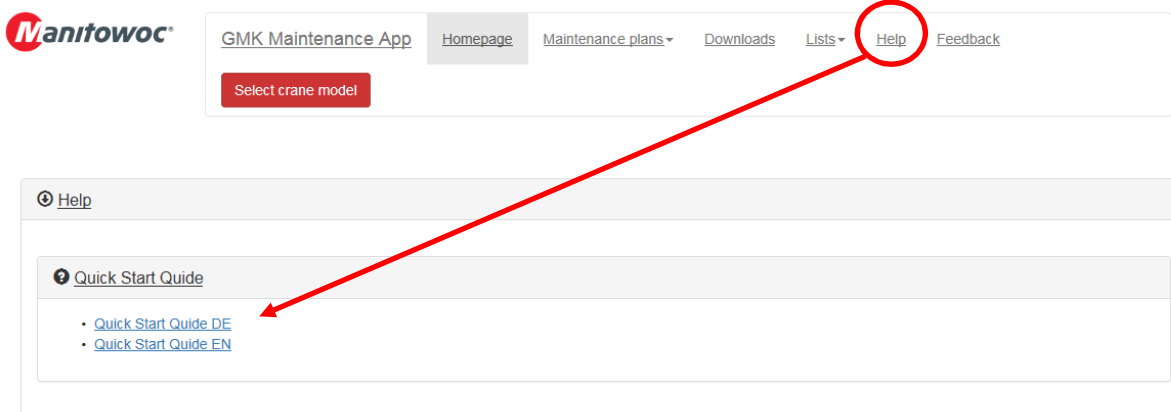 Manitowoc®
GMK Maintenance App Homepage Maintenance plans Downloads Lists Help Feedback
Select crane model
Help
Quick Start Quide
• Quick Start Quide DE
• Quick Start Quide EN